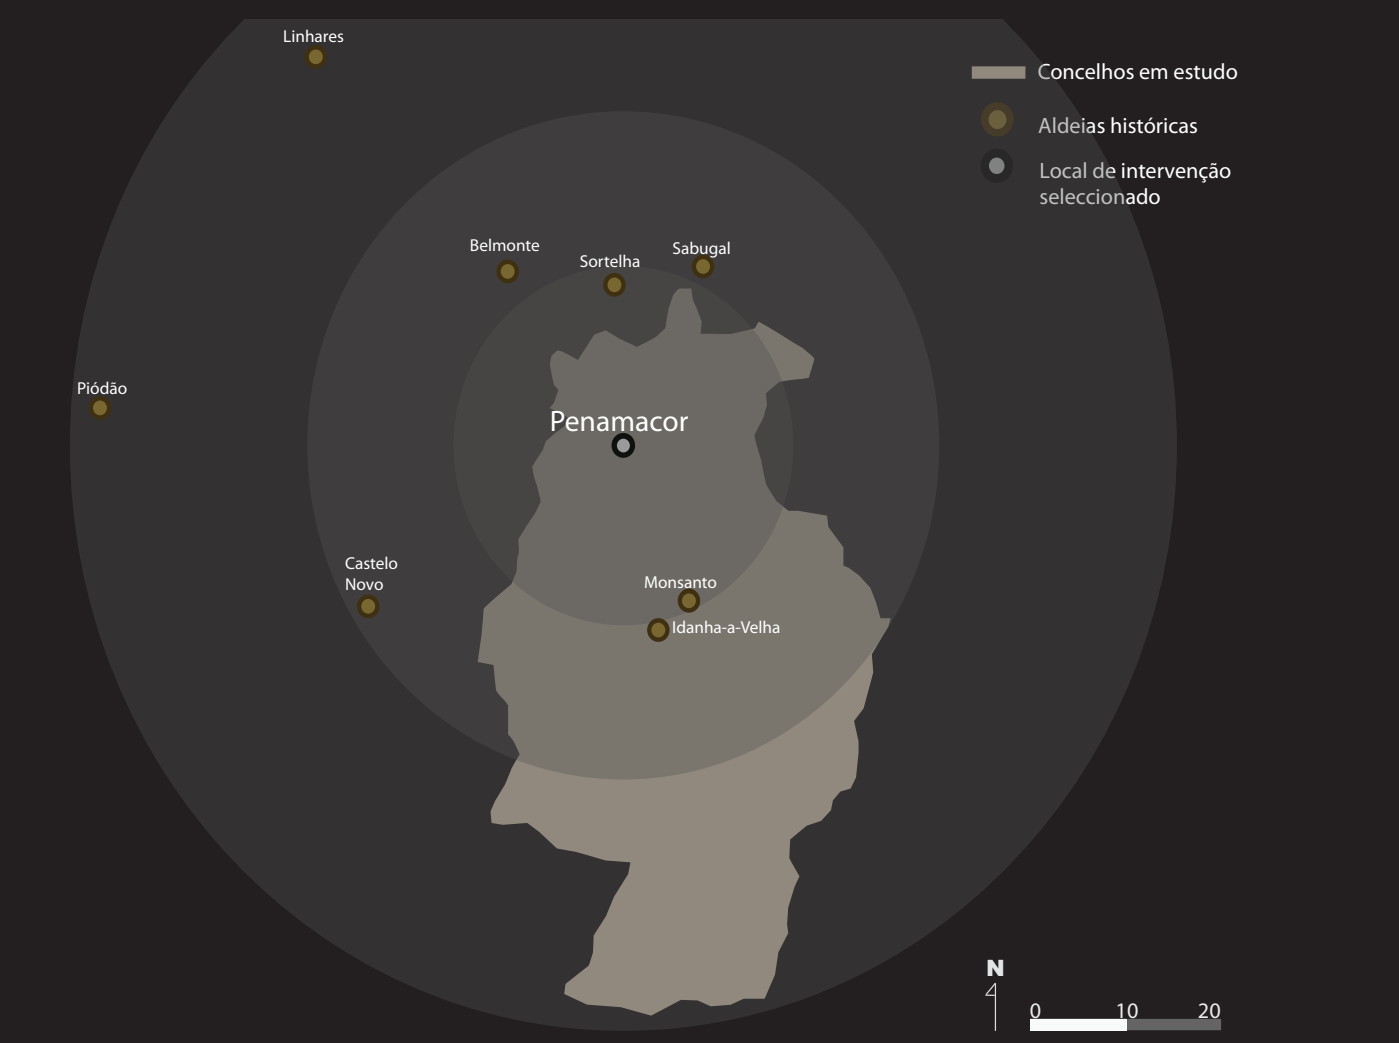 Linhares
Concelhos em estudo
Aldeias históricas
Local de intervenção
seleccionado
Belmonte
Sortelha
Sabugal
Piódão
Penamacor
Castelo
Novo
Monsanto
Idanha-a-Velha
N
0 10 20